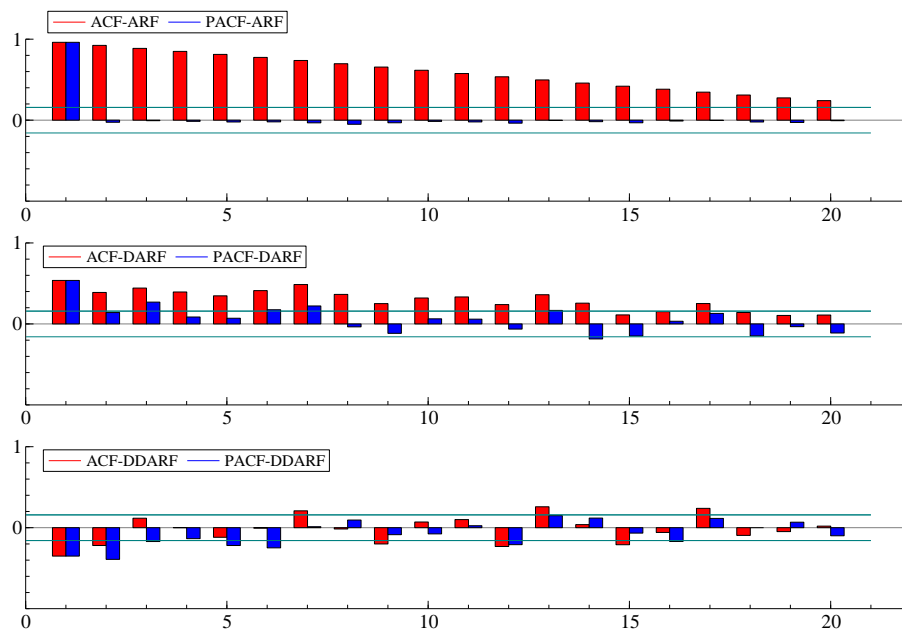 ACF-ARF PACF-ARF
1
0
0 5 10 15 20
ACF-DARF PACF-DARF
1
0
0 5 10 15 20
ACF-DDARF PACF-DDARF
1
0
0 5 10 15 20